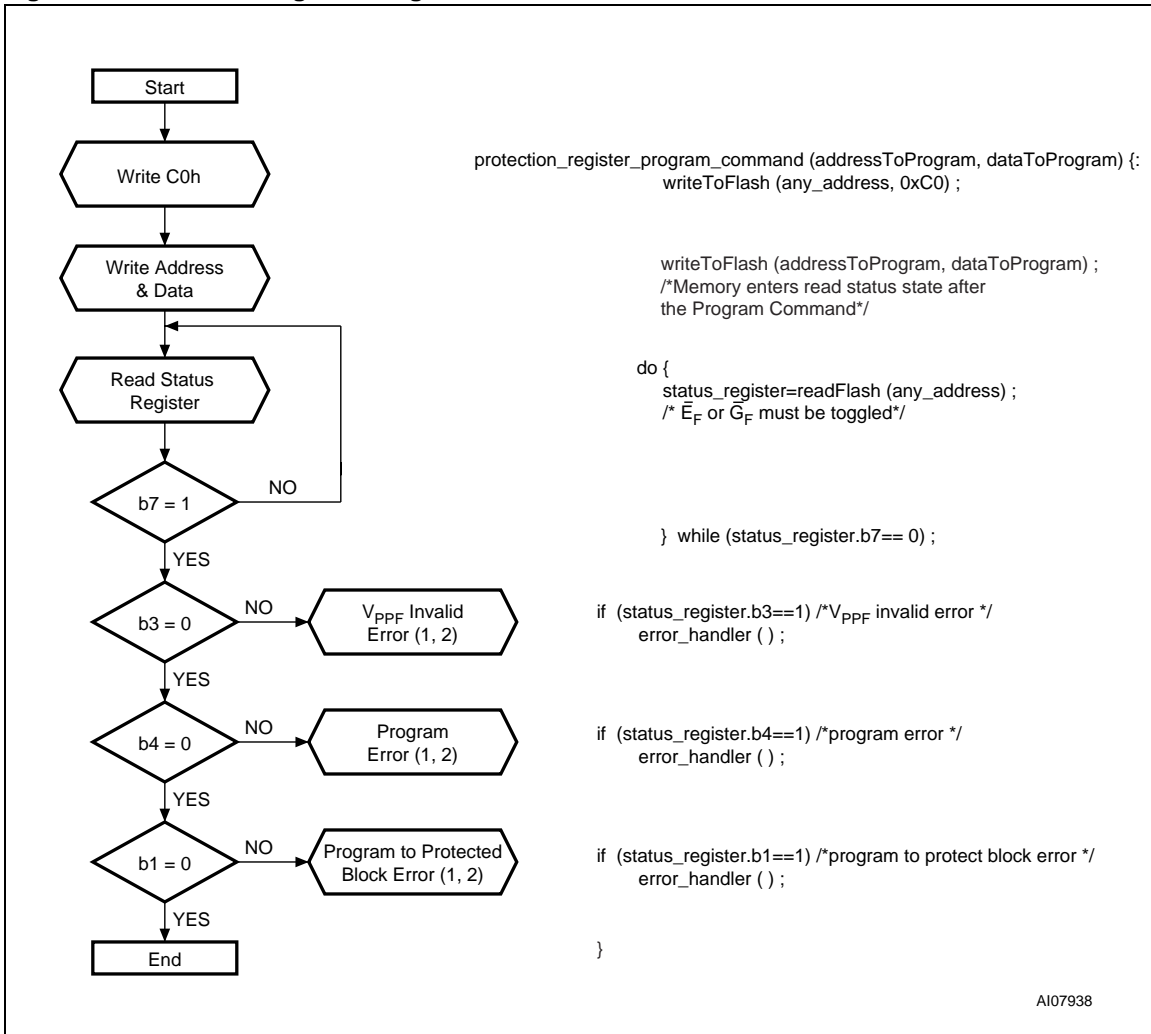 Start
Write C0h
protection_register_program_command (addressToProgram, dataToProgram) {:
writeToFlash (any_address, 0xC0) ;
Write Address
& Data
writeToFlash (addressToProgram, dataToProgram) ;
/*Memory enters read status state after
the Program Command*/
Read Status
Register
do {
status_register=readFlash (any_address) ;
/* E̅F or G̅F must be toggled*/
b7 = 1
NO
} while (status_register.b7== 0) ;
YES
b3 = 0
NO
VPPF Invalid
Error (1, 2)
if (status_register.b3==1) /*VPPF invalid error */
error_handler ( ) ;
YES
b4 = 0
NO
Program
Error (1, 2)
if (status_register.b4==1) /*program error */
error_handler ( ) ;
YES
b1 = 0
NO
Program to Protected
Block Error (1, 2)
if (status_register.b1==1) /*program to protect block error */
error_handler ( ) ;
YES
End
}
AI07938